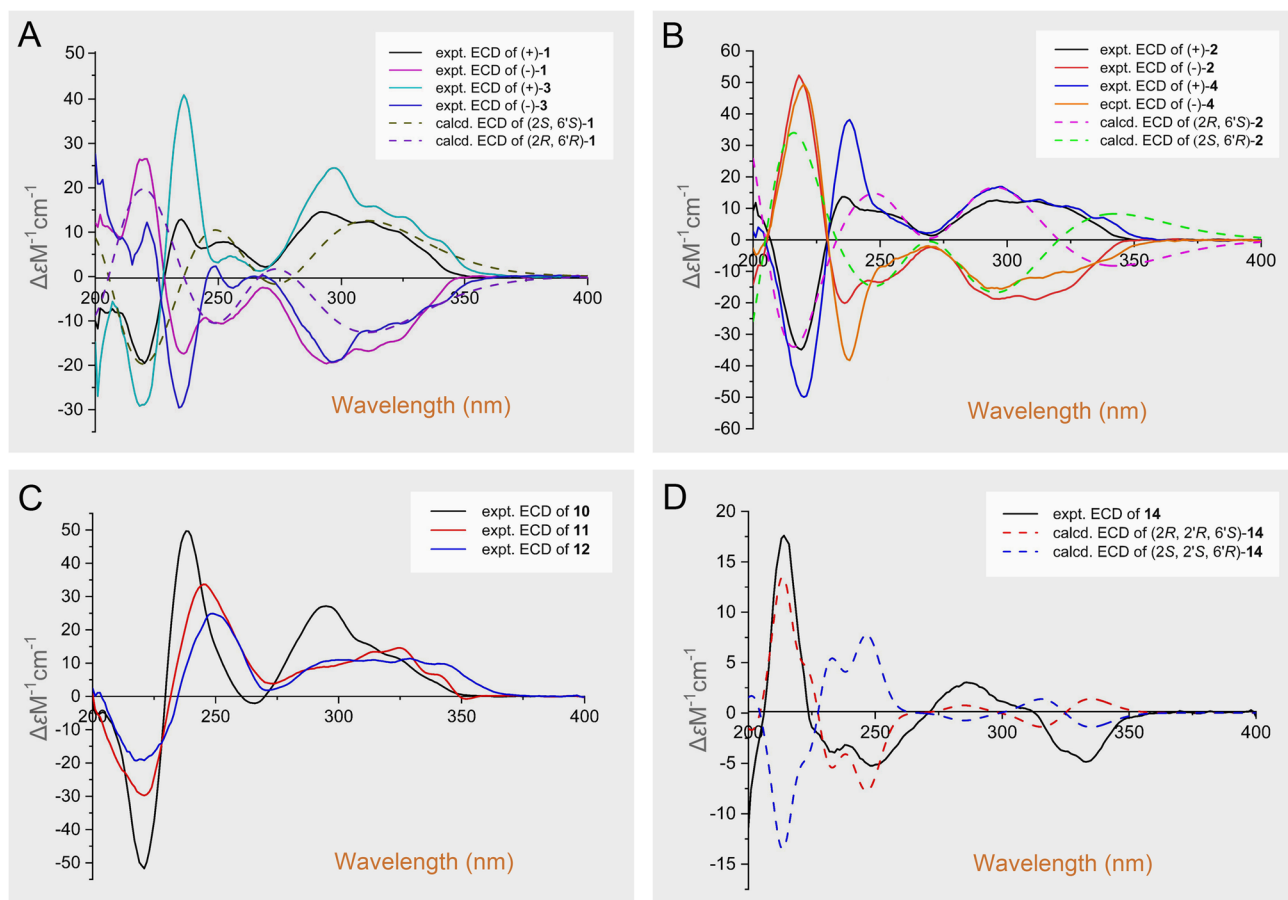 A
50
40
30
20
10
0
-10
-20
-30
200
250
300
350
400
ΔεM⁻¹cm⁻¹
Wavelength (nm)
expt. ECD of (+)-1
expt. ECD of (-)-1
expt. ECD of (+)-3
expt. ECD of (-)-3
calcd. ECD of (2S, 6'S)-1
calcd. ECD of (2R, 6'R)-1
B
60
50
40
30
20
10
0
-10
-20
-30
-40
-50
-60
200
250
300
350
400
ΔεM⁻¹cm⁻¹
Wavelength (nm)
expt. ECD of (+)-2
expt. ECD of (-)-2
expt. ECD of (+)-4
ecpt. ECD of (-)-4
calcd. ECD of (2R, 6'S)-2
calcd. ECD of (2S, 6'R)-2
C
50
40
30
20
10
0
-10
-20
-30
-40
-50
200
250
300
350
400
ΔεM⁻¹cm⁻¹
Wavelength (nm)
expt. ECD of 10
expt. ECD of 11
expt. ECD of 12
D
20
15
10
5
0
-5
-10
-15
200
250
300
350
400
ΔεM⁻¹cm⁻¹
Wavelength (nm)
expt. ECD of 14
calcd. ECD of (2R, 2'R, 6'S)-14
calcd. ECD of (2S, 2'S, 6'R)-14